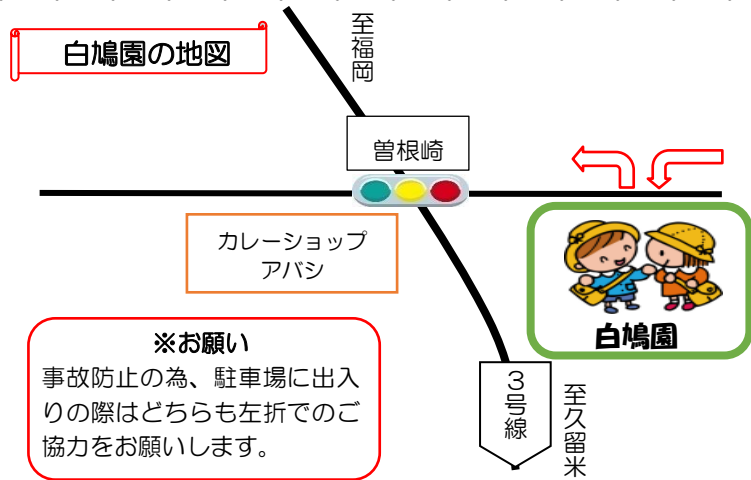 白鳩園の地図
至福岡
曽根崎
カレーショップ
アバシ
白鳩園
※お願い
事故防止の為、駐車場に出入
りの際はどちらも左折でのご
協力をお願いします。
３号線
至久留米